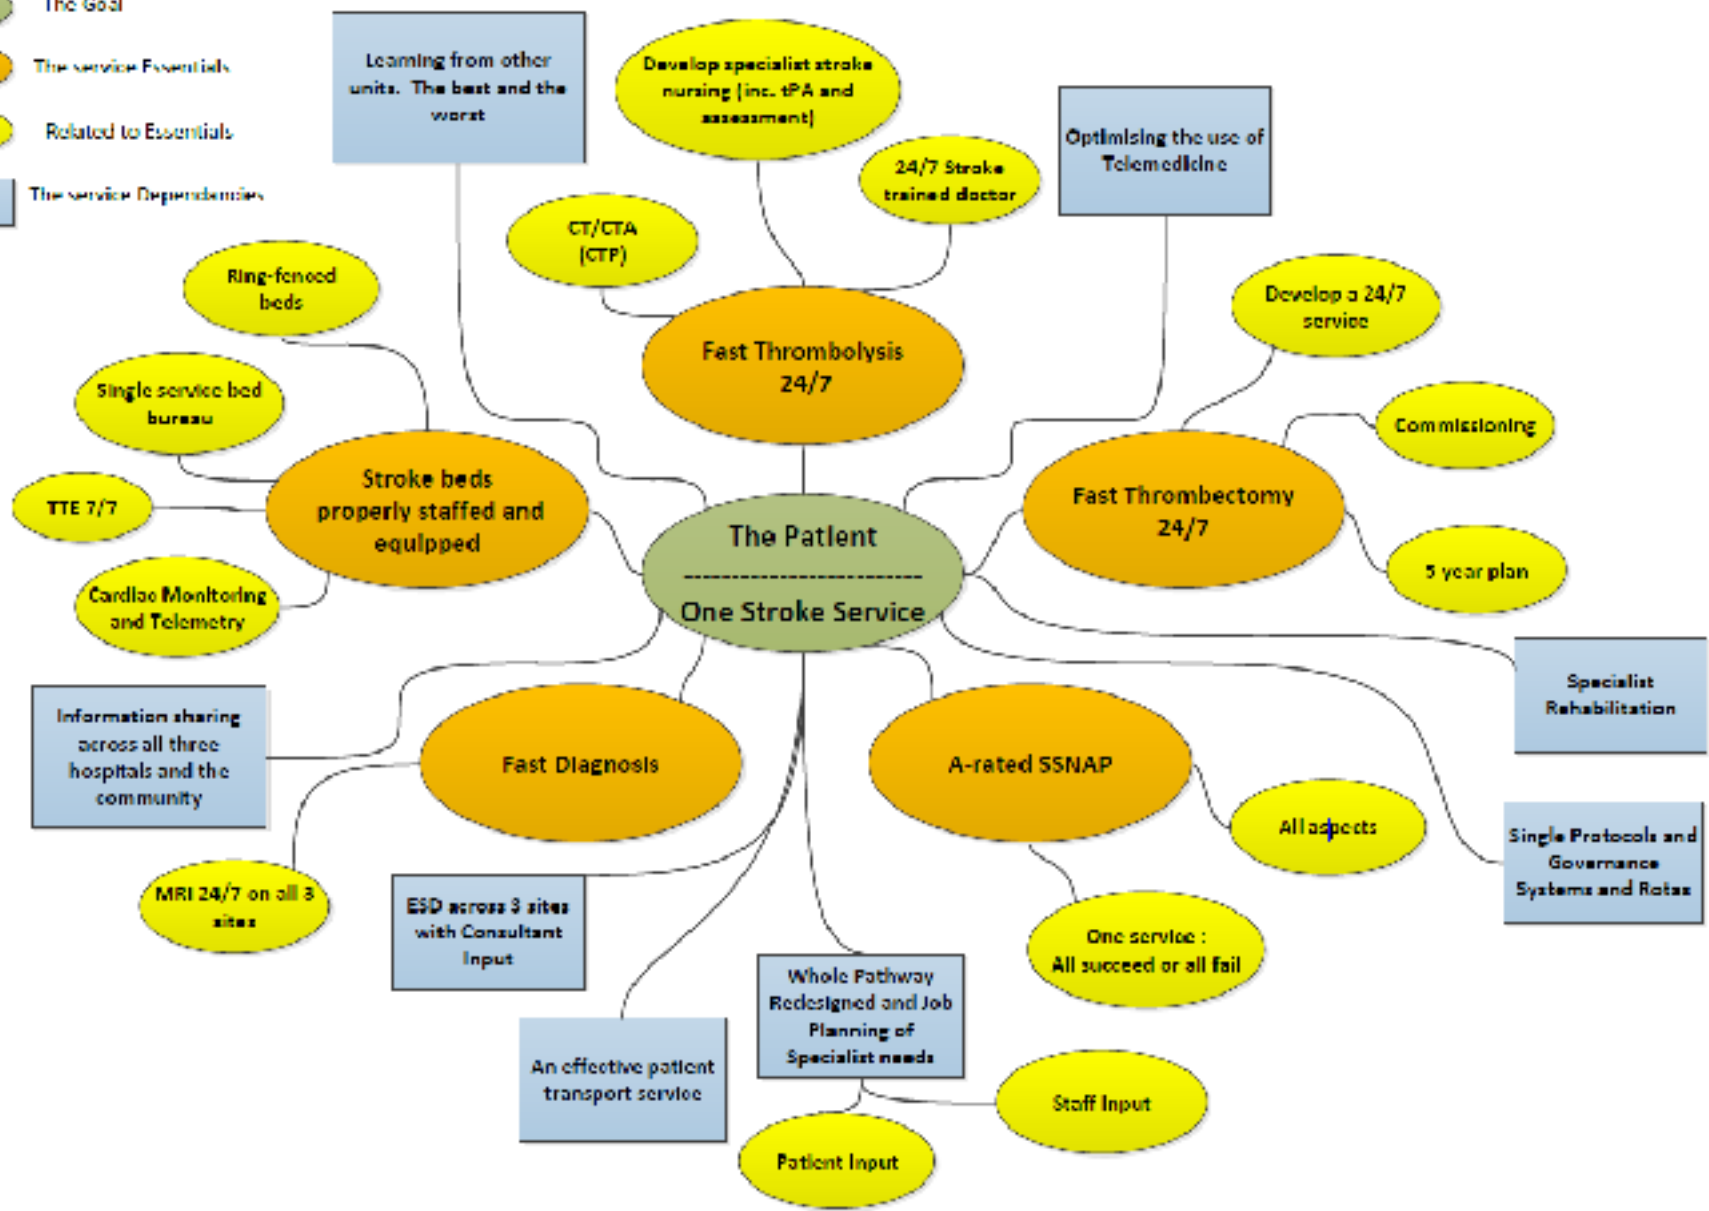 The Goal
The service Essentials
Related to Essentials
The service Dependancies
Learning from other
units. The best and the
worst
Develop specialist stroke
nursing (inc. tPA and
assessment)
24/7 Stroke
trained doctor
Optimising the use of
Telemedicine
CT/CTA
(CTP)
Ring-fenced
beds
Develop a 24/7
service
Fast Thrombolysis
24/7
Single service bed
bureau
Commissioning
TTE 7/7
Stroke beds
properly staffed and
equipped
Fast Thrombectomy
24/7
The Patient
-------------------------
One Stroke Service
5 year plan
Cardiac Monitoring
and Telemetry
Specialist
Rehabilitation
Information sharing
across all three
hospitals and the
community
Fast Diagnosis
A-rated SSNAP
All aspects
Single Protocols and
Governance
Systems and Rotas
MRI 24/7 on all 3
sites
ESD across 3 sites
with Consultant
Input
One service :
All succeed or all fail
Whole Pathway
Redesigned and Job
Planning of
Specialist needs
An effective patient
transport service
Staff Input
Patient Input